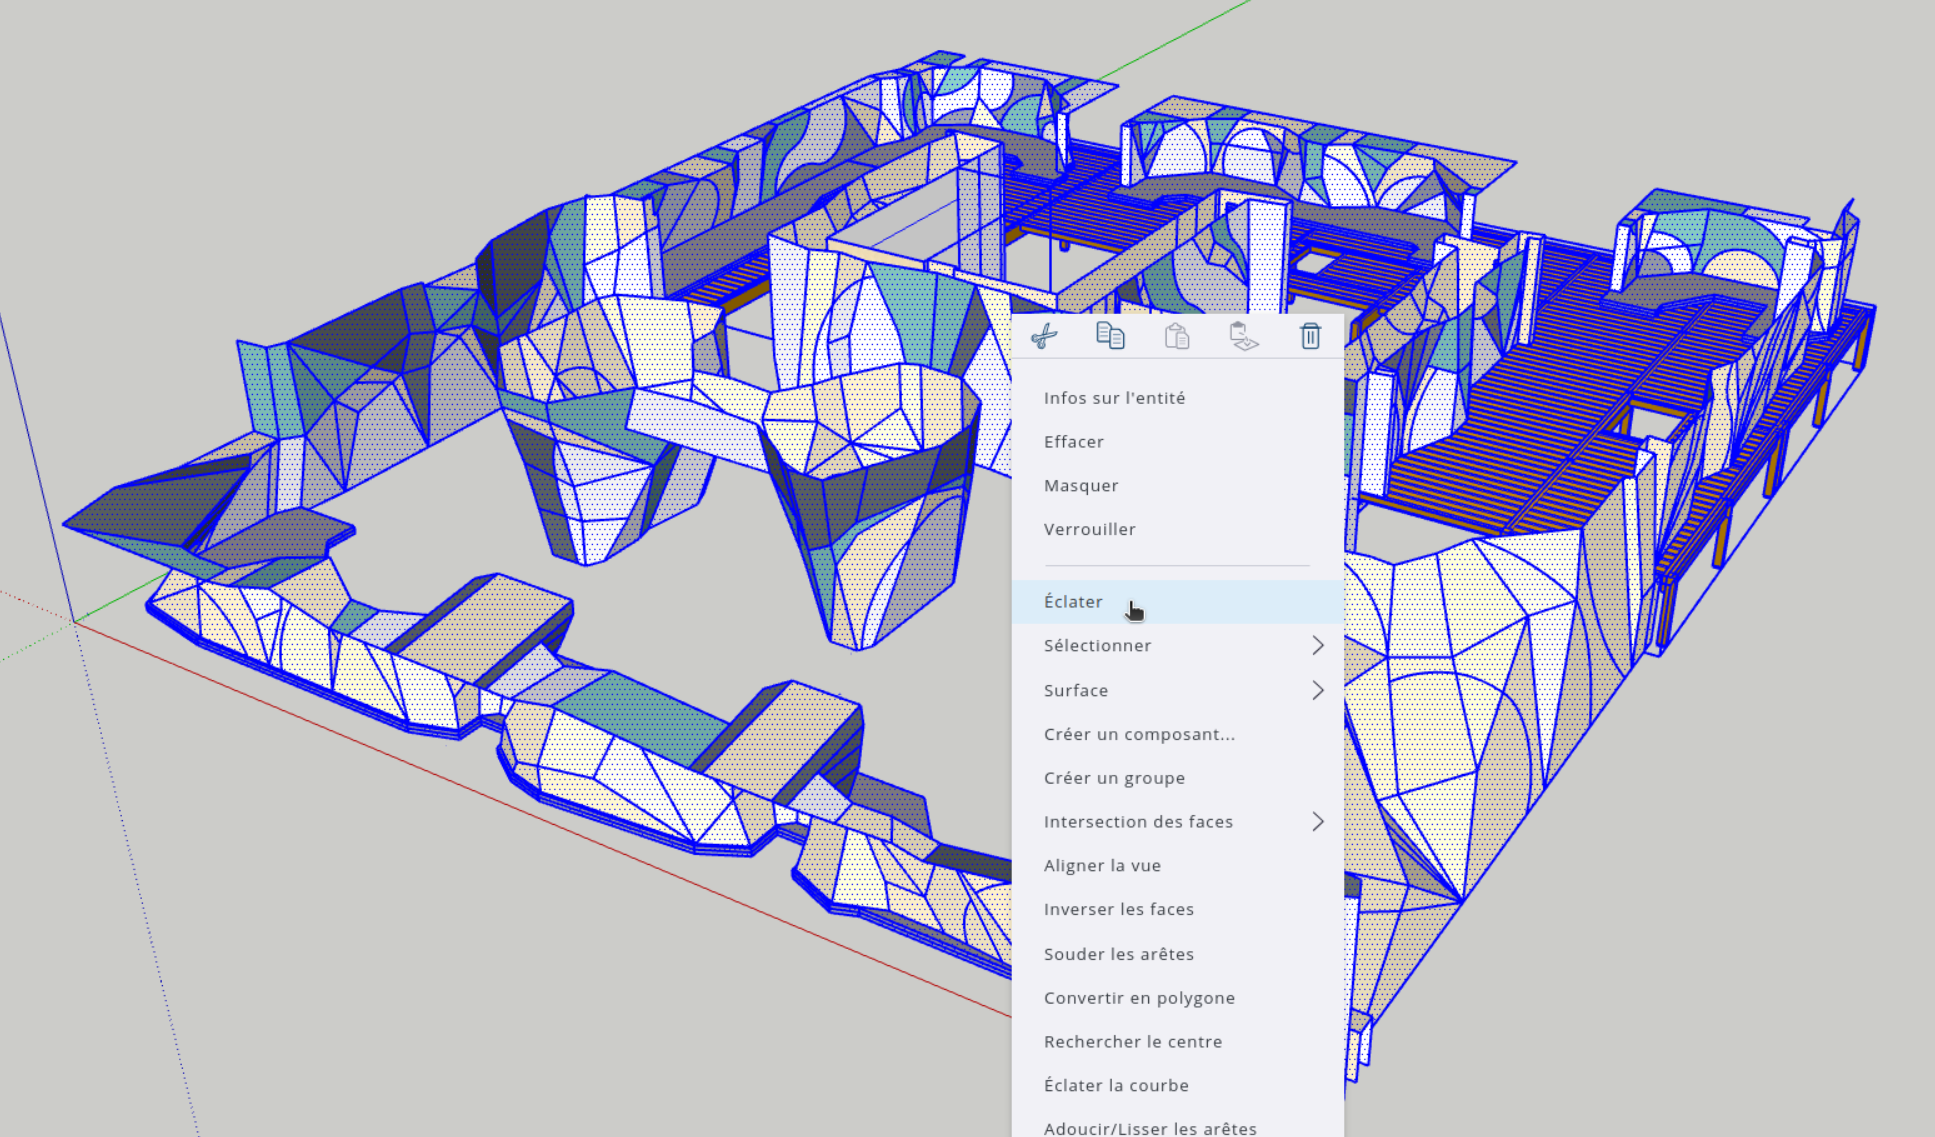 Infos sur l'entité
Effacer
Masquer
Verrouiller
Éclater
Sélectionner
Surface
Créer un composant...
Créer un groupe
Intersection des faces
Aligner la vue
Inverser les faces
Souder les arêtes
Convertir en polygone
Rechercher le centre
Éclater la courbe
Adoucir/Lisser les arêtes